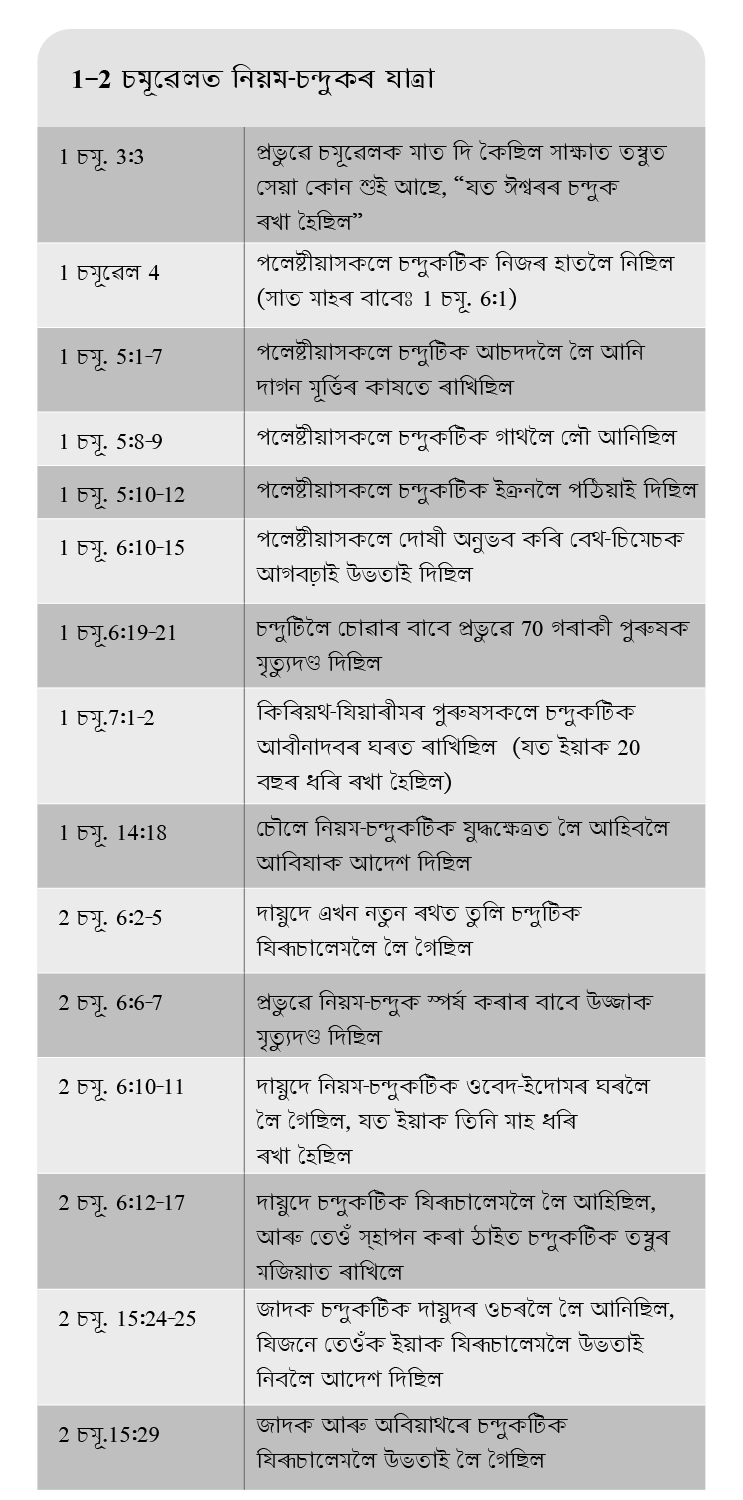 1–2 চমূৱেলত নিয়ম-চন্দুকৰ যাত্ৰা
1 চমূ. 3:3
প্ৰভুৱে চমূৱেলক মাত দি কৈছিল সাক্ষাত তম্বুত
সেয়া কোন শুই আছে, “যত ঈশ্বৰৰ চন্দুক
ৰখা হৈছিল”
1 চমূৱেল 4
পলেষ্টীয়াসকলে চন্দুকটিক নিজৰ হাতলৈ নিছিল
(সাত মাহৰ বাবেঃ 1 চমূ. 6:1)
1 চমূ. 5:1-7
পলেষ্টীয়াসকলে চন্দুটিক আচদদলৈ লৈ আনি
দাগন মূৰ্ত্তিৰ কাষতে ৰাখিছিল
1 চমূ. 5:8-9
পলেষ্টীয়াসকলে চন্দুকটিক গাথলৈ লৌ আনিছিল
1 চমূ. 5:10-12
পলেষ্টীয়াসকলে চন্দুকটিক ইক্ৰনলৈ পঠিয়াই দিছিল
1 চমূ. 6:10-15
পলেষ্টীয়াসকলে দোষী অনুভব কৰি বেথ-চিমেচক
আগবঢ়াই উভতাই দিছিল
1 চমূ.6:19-21
চন্দুটিলৈ চোৱাৰ বাবে প্ৰভুৱে 70 গৰাকী পুৰুষক
মৃত্যুদণ্ড দিছিল
1 চমূ.7:1-2
কিৰিয়থ-যিয়াৰীমৰ পুৰুষসকলে চন্দুকটিক
আবীনাদবৰ ঘৰত ৰাখিছিল (যত ইয়াক 20
বছৰ ধৰি ৰখা হৈছিল)
1 চমূ. 14:18
চৌলে নিয়ম-চন্দুকটিক যুদ্ধক্ষেত্ৰত লৈ আহিবলৈ
আবিযাক আদেশ দিছিল
2 চমূ. 6:2-5
দায়ুদে এখন নতুন ৰথত তুলি চন্দুটিক
যিৰূচালেমলৈ লৈ গৈছিল
2 চমূ. 6:6-7
প্ৰভুৱে নিয়ম-চন্দুক স্পৰ্ষ কৰাৰ বাবে উজ্জাক
মৃত্যুদণ্ড দিছিল
2 চমূ. 6:10-11
দায়ুদে নিয়ম-চন্দুকটিক ওবেদ-ইদোমৰ ঘৰলৈ
লৈ গৈছিল, যত ইয়াক তিনি মাহ ধৰি
ৰখা হৈছিল
2 চমূ. 6:12-17
দায়ুদে চন্দুকটিক যিৰূচালেমলৈ লৈ আহিছিল,
আৰু তেওঁ স্হাপন কৰা ঠাইত চন্দুকটিক তম্বুৰ
মজিয়াত ৰাখিলে
2 চমূ. 15:24-25
জাদক চন্দুকটিক দায়ুদৰ ওচৰলৈ লৈ আনিছিল,
যিজনে তেওঁক ইয়াক যিৰূচালেমলৈ উভতাই
নিবলৈ আদেশ দিছিল
2 চমূ.15:29
জাদক আৰু অবিয়াথৰে চন্দুকটিক
যিৰূচালেমলৈ উভতাই লৈ গৈছিল